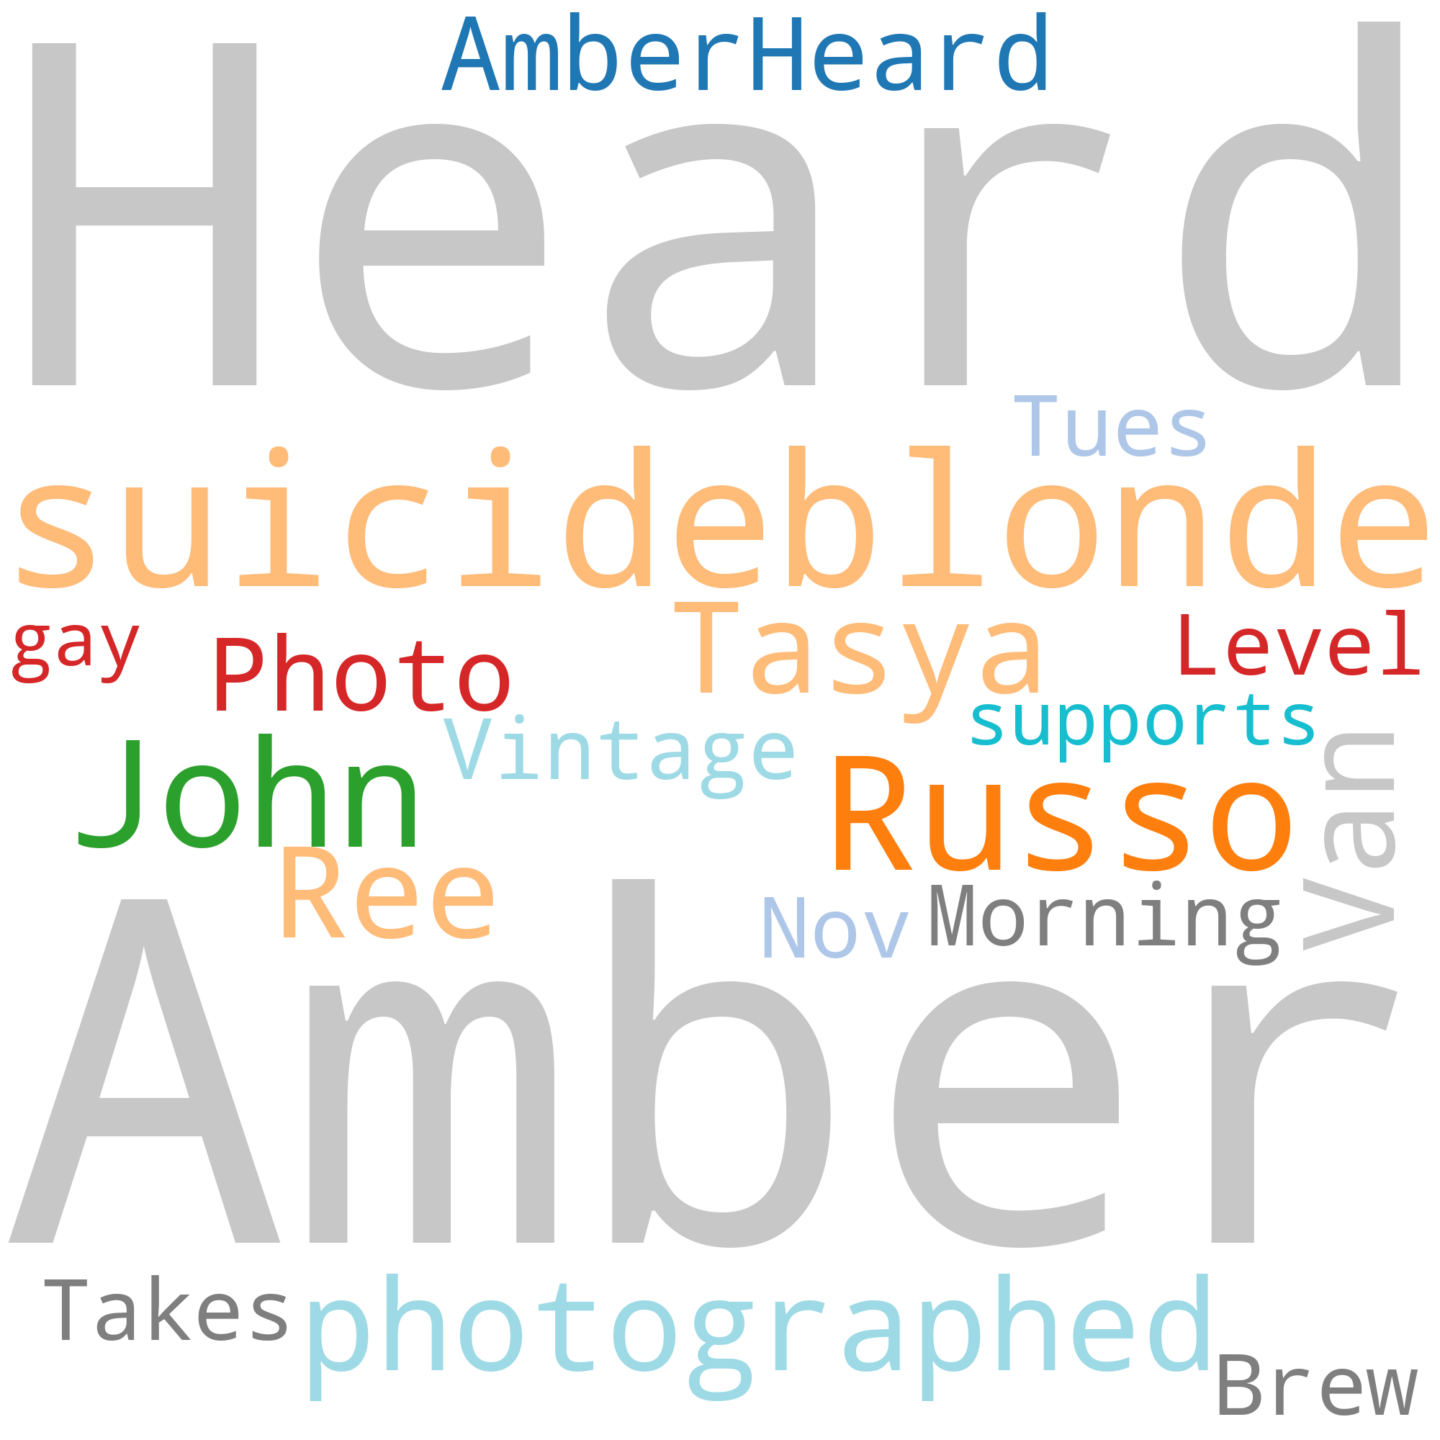 AmberHeard
Heard
Tues
suicideblonde
gay
Photo
Tasya
Level
supports
Vintage
John
Russo
Van
Ree
Nov
Morning
Amber
Takes
photographed
Brew